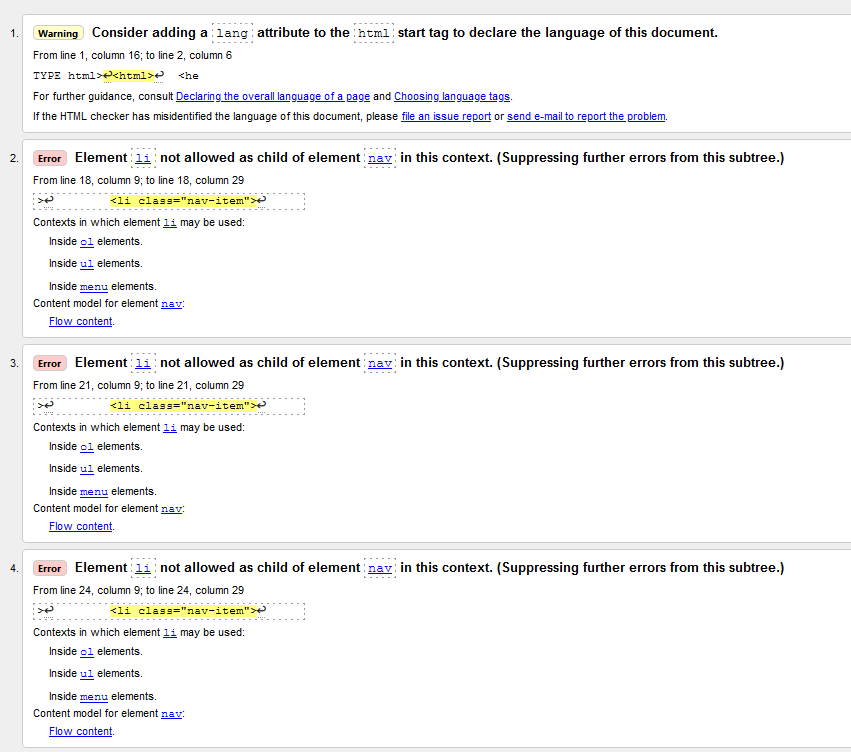 1. Warning Consider adding a lang attribute to the html start tag to declare the language of this document.
From line 1, column 16; to line 2, column 6
TYPE html>↩<html>↩ <he
For further guidance, consult Declaring the overall language of a page and Choosing language tags.
If the HTML checker has misidentified the language of this document, please file an issue report or send e-mail to report the problem.
2. Error Element li not allowed as child of element nav in this context. (Suppressing further errors from this subtree.)
From line 18, column 9; to line 18, column 29
>↩ <li class="nav-item">↩
Contexts in which element li may be used:
Inside ol elements.
Inside ul elements.
Inside menu elements.
Content model for element nav:
Flow content.
3. Error Element li not allowed as child of element nav in this context. (Suppressing further errors from this subtree.)
From line 21, column 9; to line 21, column 29
>↩ <li class="nav-item">↩
Contexts in which element li may be used:
Inside ol elements.
Inside ul elements.
Inside menu elements.
Content model for element nav:
Flow content.
4. Error Element li not allowed as child of element nav in this context. (Suppressing further errors from this subtree.)
From line 24, column 9; to line 24, column 29
>↩ <li class="nav-item">↩
Contexts in which element li may be used:
Inside ol elements.
Inside ul elements.
Inside menu elements.
Content model for element nav:
Flow content.